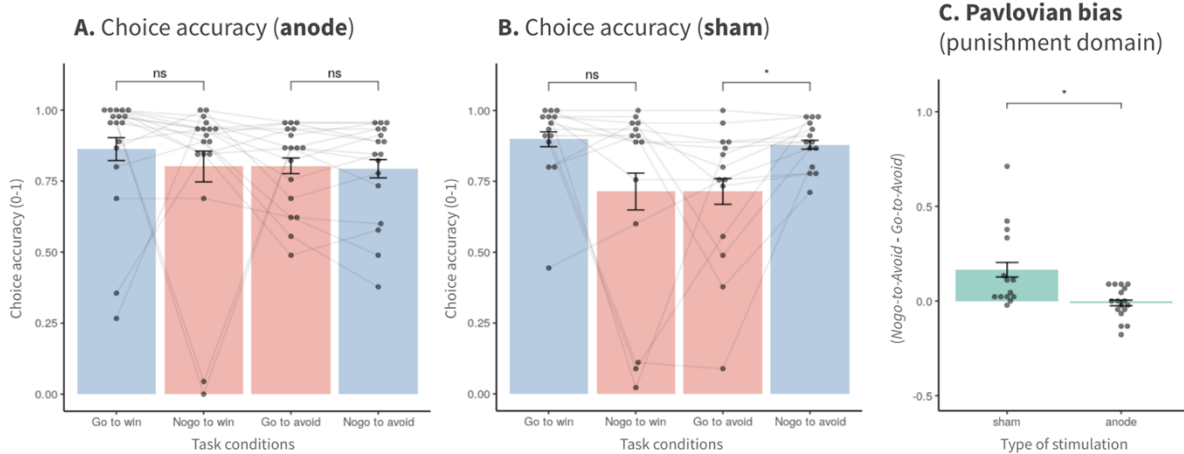 A. Choice accuracy (anode)
Choice accuracy (0-1)
1.00
0.75
0.50
0.25
0.00
ns
ns
Go to win
Nogo to win
Go to avoid
Nogo to avoid
Task conditions
B. Choice accuracy (sham)
Choice accuracy (0-1)
1.00
0.75
0.50
0.25
0.00
ns
*
Go to win
Nogo to win
Go to avoid
Nogo to avoid
Task conditions
C. Pavlovian bias
(punishment domain)
(Nogo-to-Avoid - Go-to-Avoid)
1.0
0.5
0.0
-0.5
*
sham
anode
Type of stimulation